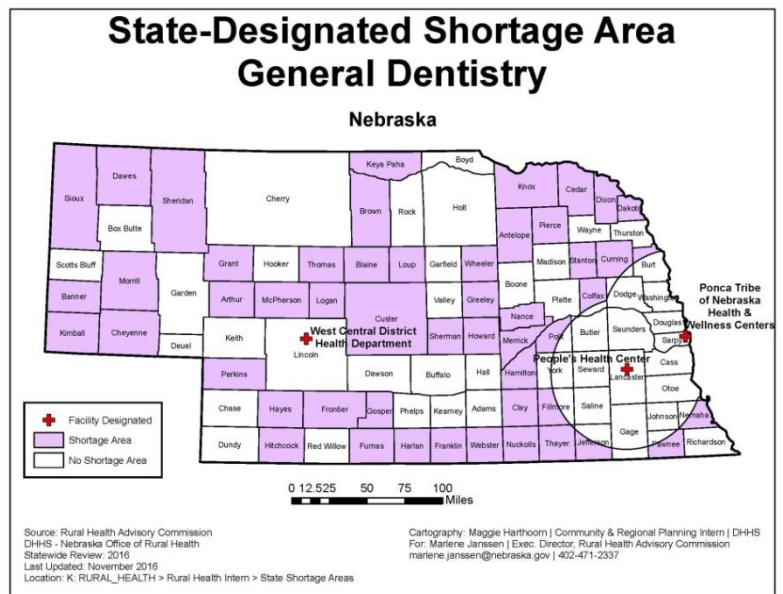 State-Designated Shortage Area
General Dentistry
Nebraska
Boyd
Keya Paha
Dawes
Sioux
Sheridan
Cherry
Brown
Rock
Holt
Knox
Cedar
Dixon
Dakota
Box Butte
Antelope
Pierce
Wayne
Thurston
Scotts Bluff
Morrill
Garden
Grant
Hooker
Thomas
Blaine
Loup
Garfield
Wheeler
Boone
Madison
Stanton
Cuming
Burt
Banner
Arthur
McPherson
Logan
Custer
Valley
Greeley
Nance
Platte
Colfax
Dodge
Washington
Ponca Tribe
of Nebraska
Health &
Wellness Centers
Kimball
Cheyenne
Deuel
Keith
Lincoln
West Central District
Health Department
Sherman
Howard
Merrick
Polk
Butler
Saunders
Douglas
Sarpy
People's Health Center
Perkins
Dawson
Buffalo
Hall
Hamilton
York
Seward
Lancaster
Cass
Otoe
Chase
Hayes
Frontier
Gosper
Phelps
Kearney
Adams
Clay
Fillmore
Saline
Johnson
Nemaha
Gage
Dundy
Hitchcock
Red Willow
Furnas
Harlan
Franklin
Webster
Nuckolls
Thayer
Jefferson
Pawnee
Richardson
Facility Designated
Shortage Area
No Shortage Area
0 12.525 50 75 100
Miles
Source: Rural Health Advisory Commission
DHHS - Nebraska Office of Rural Health
Statewide Review: 2016
Last Updated: November 2016
Location: K: RURAL_HEALTH > Rural Health Intern > State Shortage Areas
Cartography: Maggie Harthoorn | Community & Regional Planning Intern | DHHS
For: Marlene Janssen | Exec. Director, Rural Health Advisory Commission
marlene.janssen@nebraska.gov | 402-471-2337